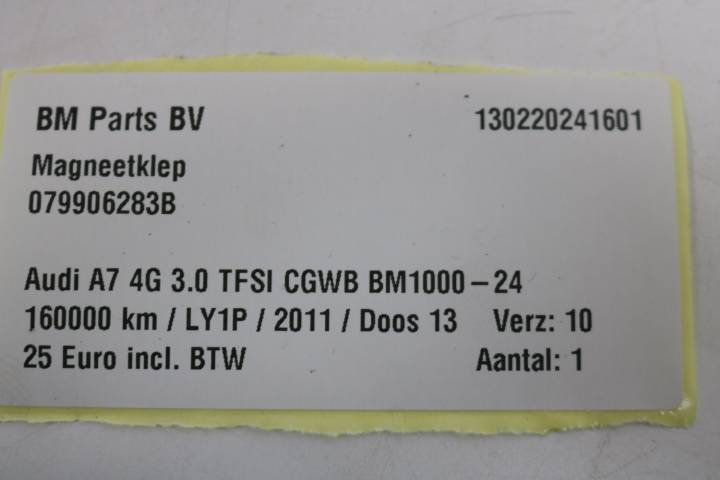 BM Parts BV 130220241601
Magneetklep
079906283B
Audi A7 4G 3.0 TFSI CGWB BM1000-24
160000 km / LY1P / 2011 / Doos 13 Verz: 10
25 Euro incl. BTW Aantal: 1